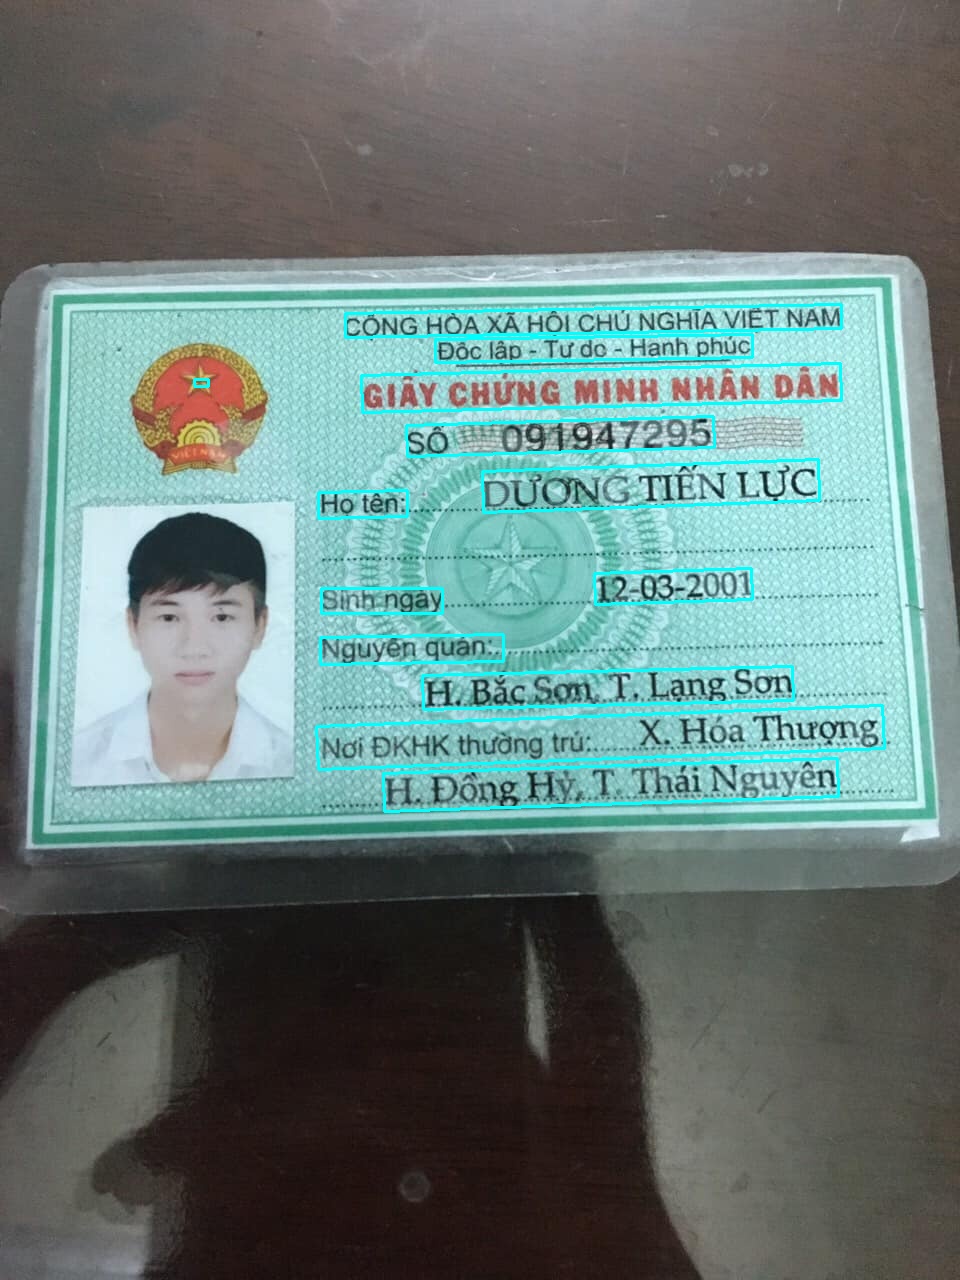 CỘNG HÒA XÃ HỘI CHỦ NGHĨA VIỆT NAM
Độc lập - Tự do - Hạnh phúc
GIẤY CHỨNG MINH NHÂN DÂN
SỐ 091947295
VIỆT NAM
Họ tên: DƯƠNG TIẾN LỰC
Sinh ngày 12-03-2001
Nguyên quán:
H. Bắc Sơn, T. Lạng Sơn
Nơi ĐKHK thường trú: X. Hóa Thượng
H. Đồng Hỷ, T. Thái Nguyên